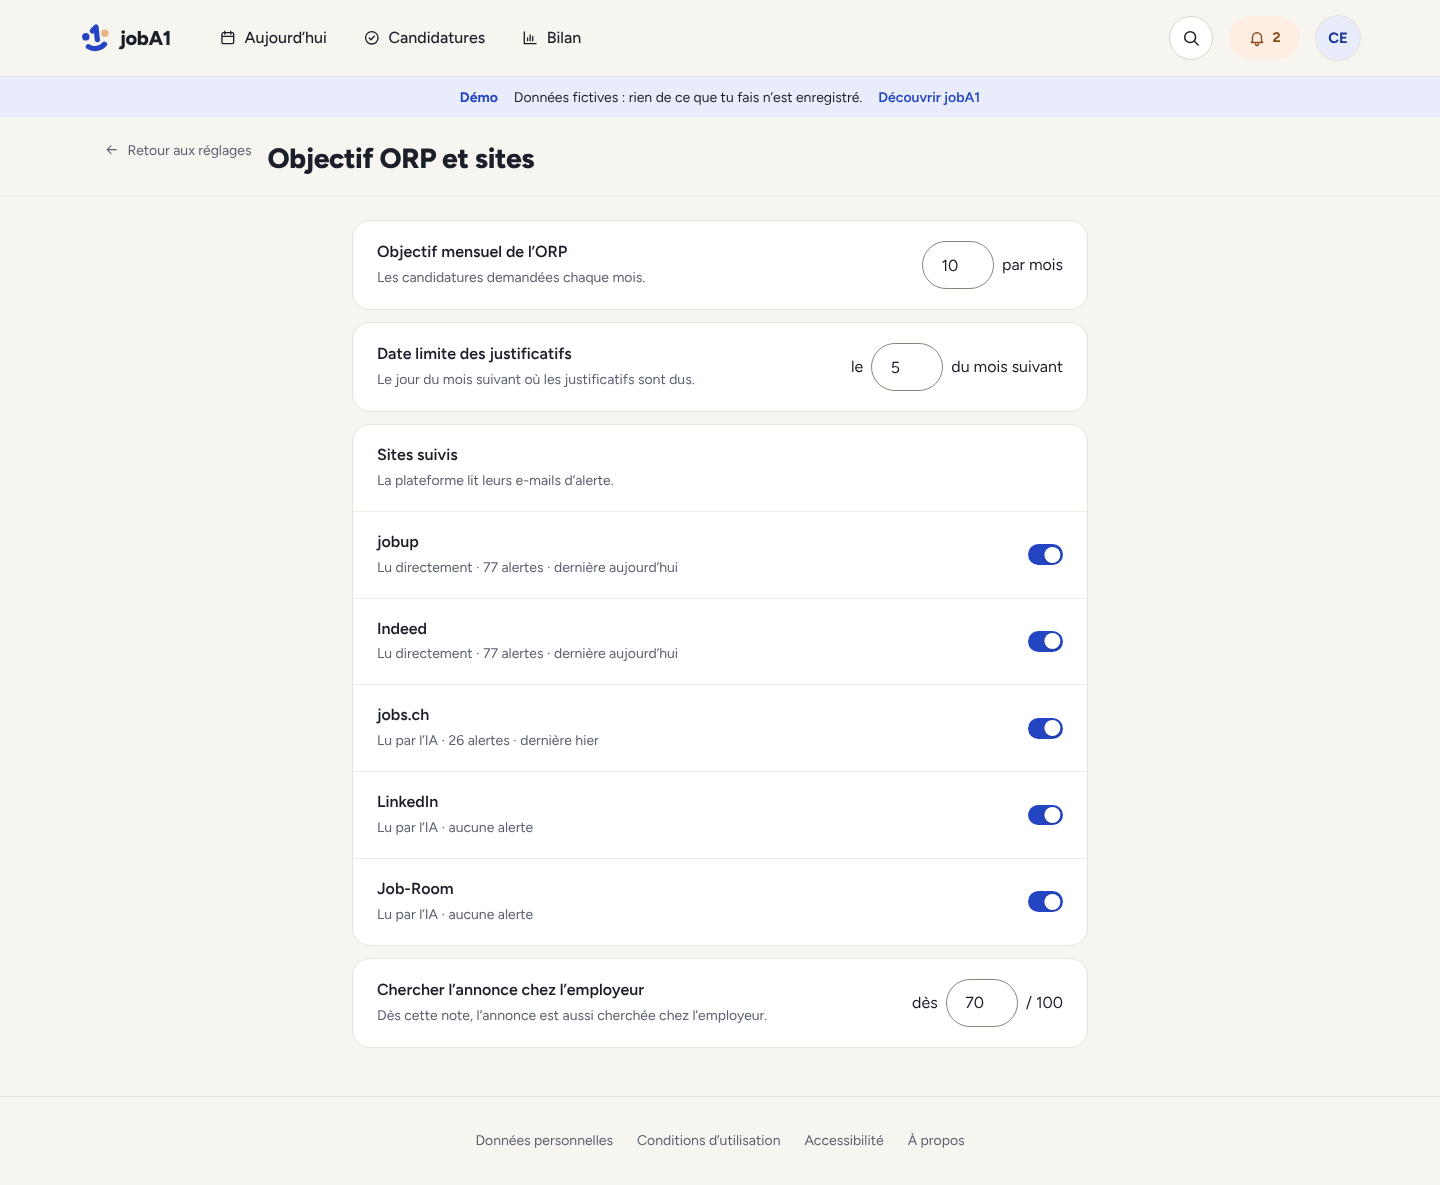 jobA1
Aujourd’hui
Candidatures
Bilan
2
CE
Démo Données fictives : rien de ce que tu fais n’est enregistré. Découvrir jobA1
Retour aux réglages
Objectif ORP et sites
Objectif mensuel de l’ORP
Les candidatures demandées chaque mois.
10 par mois
Date limite des justificatifs
Le jour du mois suivant où les justificatifs sont dus.
le 5 du mois suivant
Sites suivis
La plateforme lit leurs e-mails d’alerte.
jobup
Lu directement · 77 alertes · dernière aujourd’hui
Indeed
Lu directement · 77 alertes · dernière aujourd’hui
jobs.ch
Lu par l’IA · 26 alertes · dernière hier
LinkedIn
Lu par l’IA · aucune alerte
Job-Room
Lu par l’IA · aucune alerte
Chercher l’annonce chez l’employeur
Dès cette note, l’annonce est aussi cherchée chez l’employeur.
dès 70 / 100
Données personnelles
Conditions d’utilisation
Accessibilité
À propos